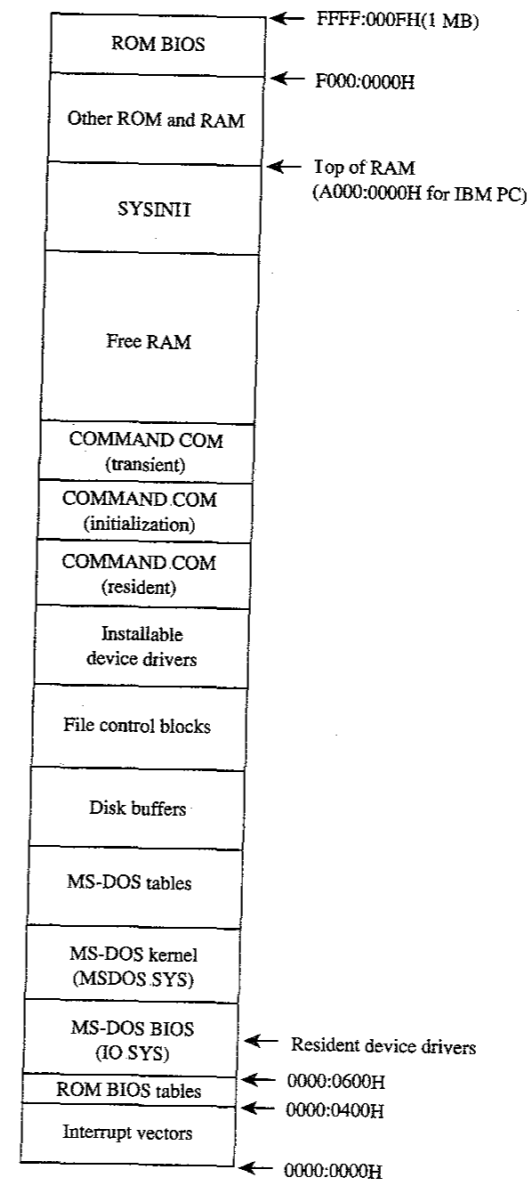 FFFF:000FH(1 MB)
ROM BIOS
F000:0000H
Other ROM and RAM
Top of RAM
(A000:0000H for IBM PC)
SYSINIT
Free RAM
COMMAND COM
(transient)
COMMAND.COM
(initialization)
COMMAND.COM
(resident)
Installable
device drivers
File control blocks
Disk buffers
MS-DOS tables
MS-DOS kernel
(MSDOS.SYS)
MS-DOS BIOS
(IO SYS)
Resident device drivers
0000:0600H
ROM BIOS tables
0000:0400H
Interrupt vectors
0000:0000H